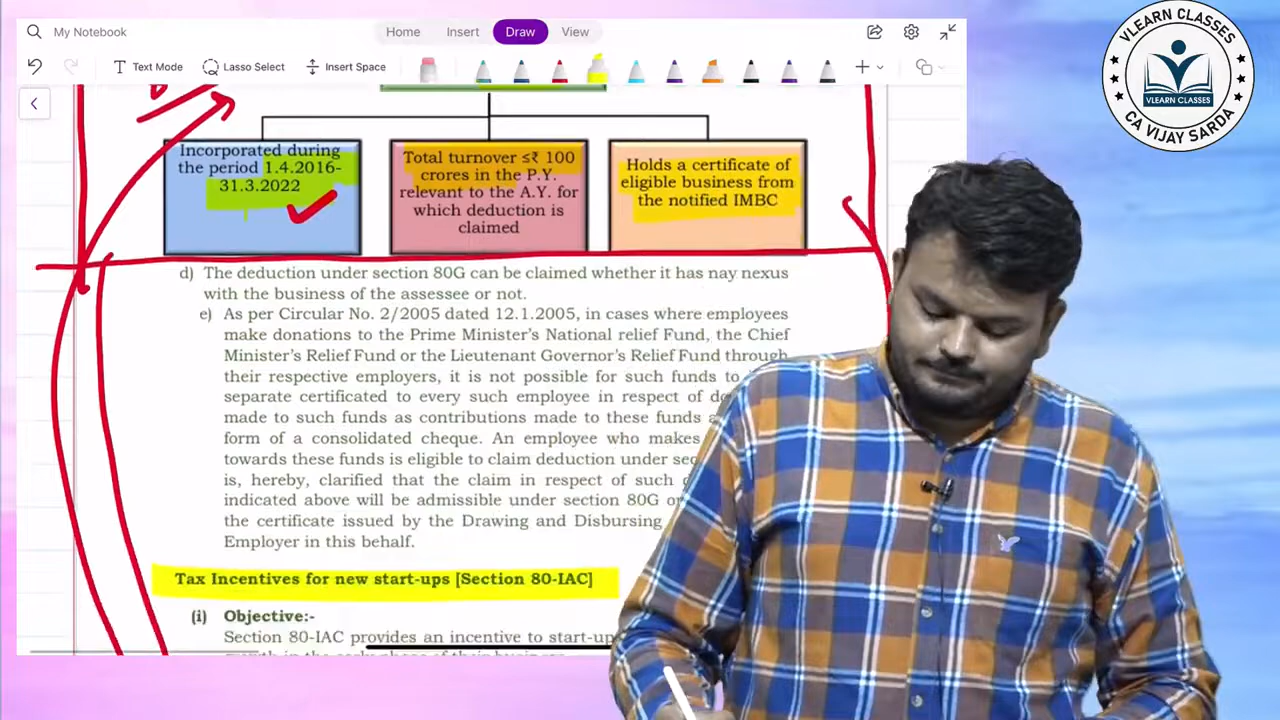 My Notebook
Home Insert Draw View
Text Mode Lasso Select Insert Space
Incorporated during
the period 1.4.2016-
31.3.2022
Total turnover ≤₹ 100
crores in the P.Y.
relevant to the A.Y. for
which deduction is
claimed
Holds a certificate of
eligible business from
the notified IMBC
d) The deduction under section 80G can be claimed whether it has nay nexus
with the business of the assessee or not.
e) As per Circular No. 2/2005 dated 12.1.2005, in cases where employees
make donations to the Prime Minister's National relief Fund, the Chief
Minister's Relief Fund or the Lieutenant Governor's Relief Fund through
their respective employers, it is not possible for such funds to
separate certificated to every such employee in respect of
made to such funds as contributions made to these funds
form of a consolidated cheque. An employee who makes
towards these funds is eligible to claim deduction under
is, hereby, clarified that the claim in respect of such
indicated above will be admissible under section 80G
the certificate issued by the Drawing and Disbursing
Employer in this behalf.
Tax Incentives for new start-ups [Section 80-IAC]
(i) Objective:-
Section 80-IAC provides an incentive to start-up
growth in the early phase of their business
VLEARN CLASSES
VLEARN CLASSES
CA VIJAY SARDA